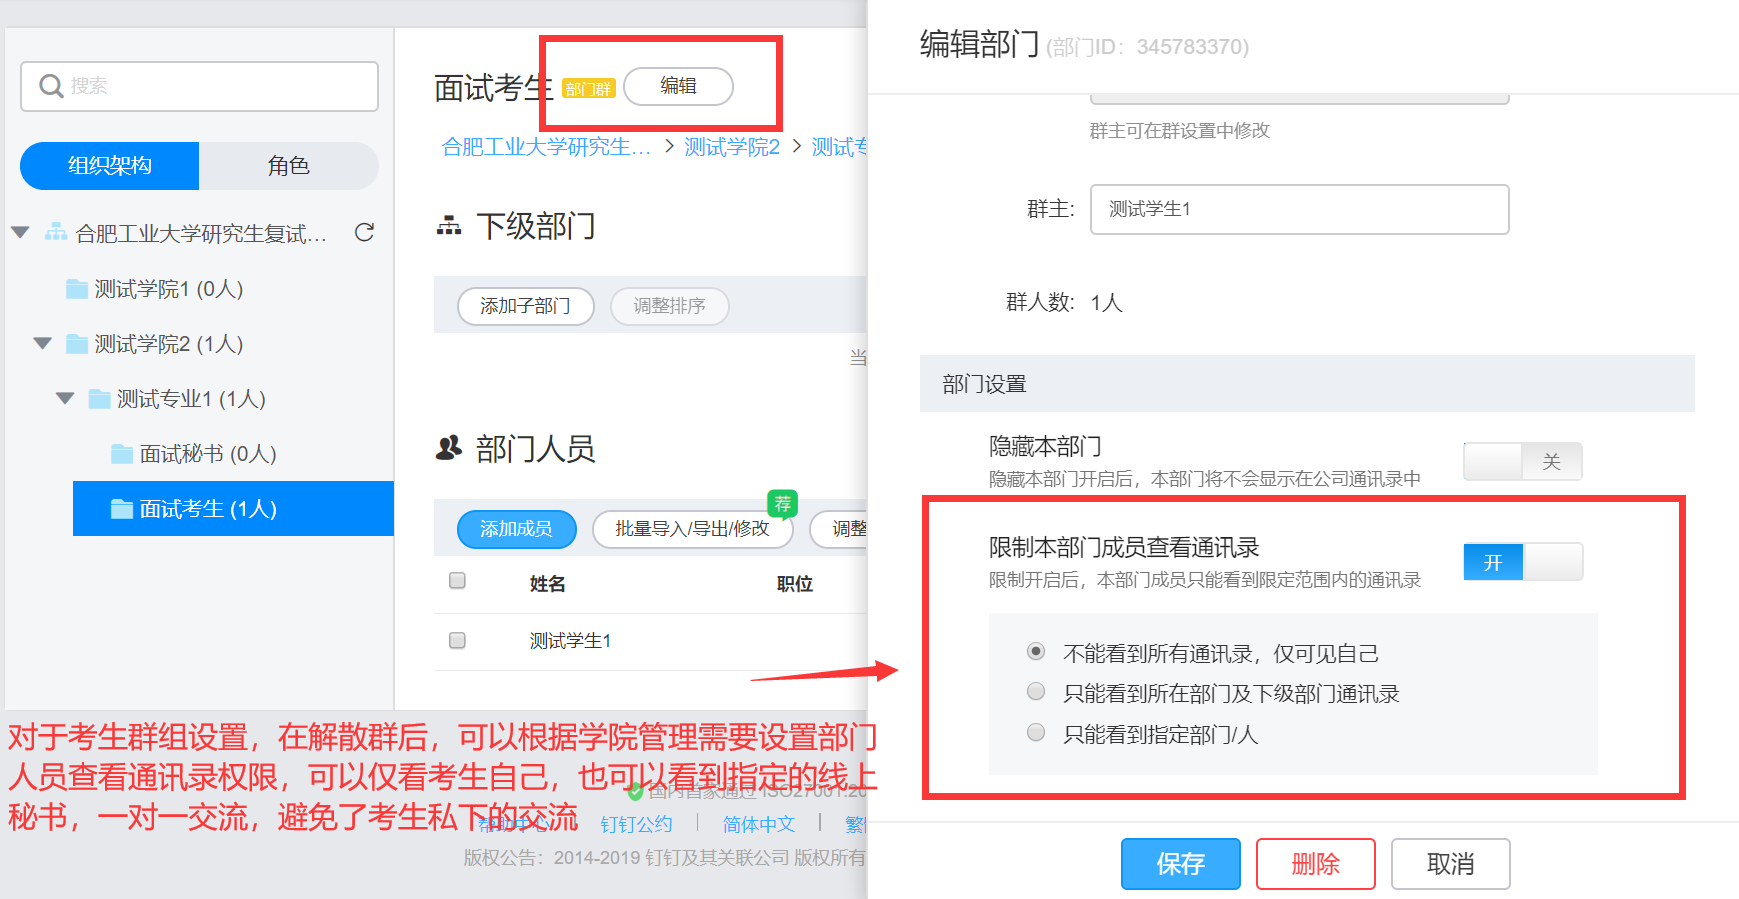 搜索
组织架构
角色
合肥工业大学研究生复试...
测试学院1 (0人)
测试学院2 (1人)
测试专业1 (1人)
面试秘书 (0人)
面试考生 (1人)
面试考生 部门群 编辑
合肥工业大学研究生... > 测试学院2 > 测试专
下级部门
添加子部门 调整排序
当
部门人员
荐
添加成员 批量导入/导出/修改 调整
姓名 职位
测试学生1
对于考生群组设置，在解散群后，可以根据学院管理需要设置部门
人员查看通讯录权限，可以仅看考生自己，也可以看到指定的线上
秘书，一对一交流，避免了考生私下的交流
国内首家通过 ISO27001:20
帮助中心 | 钉钉公约 | 简体中文 | 繁
版权公告：2014-2019 钉钉及其关联公司 版权所有
编辑部门 (部门ID：345783370)
群主可在群设置中修改
群主: 测试学生1
群人数: 1人
部门设置
隐藏本部门
隐藏本部门开启后，本部门将不会显示在公司通讯录中
关
限制本部门成员查看通讯录
限制开启后，本部门成员只能看到限定范围内的通讯录
开
不能看到所有通讯录，仅可见自己
只能看到所在部门及下级部门通讯录
只能看到指定部门/人
保存 删除 取消